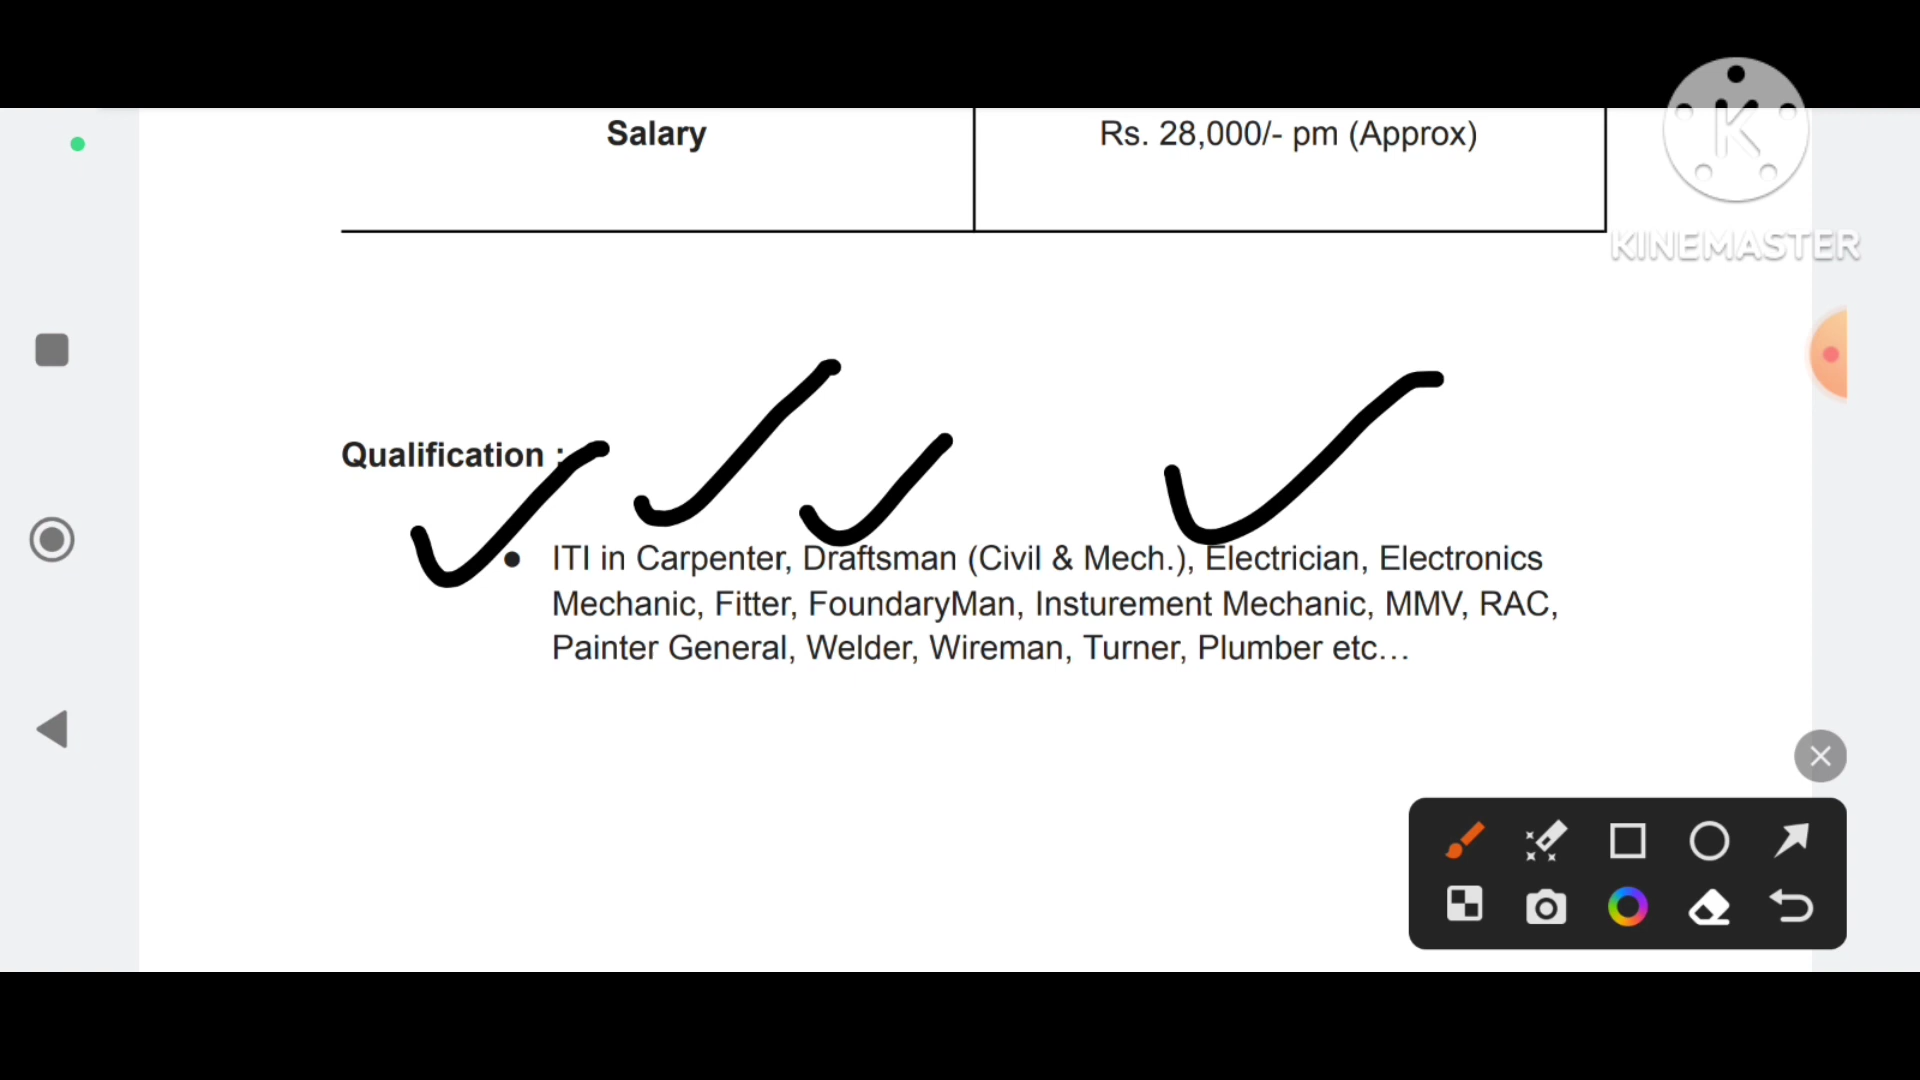 Salary Rs. 28,000/- pm (Approx)
KINEMASTER
Qualification :
● ITI in Carpenter, Draftsman (Civil & Mech.), Electrician, Electronics
Mechanic, Fitter, FoundaryMan, Insturement Mechanic, MMV, RAC,
Painter General, Welder, Wireman, Turner, Plumber etc…